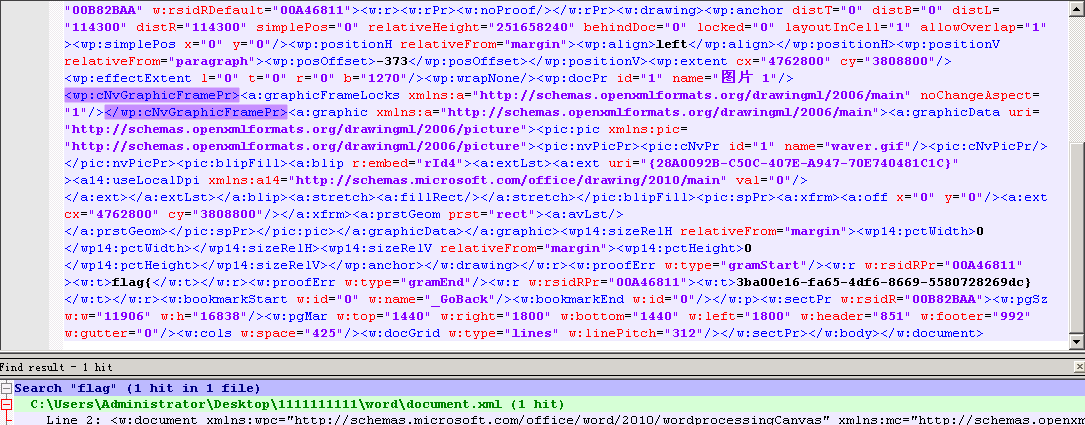 "00B82BAA" w:rsidRDefault="00A46811"><w:r><w:rPr><w:noProof/></w:rPr><w:drawing><wp:anchor distT="0" distB="0" distL=
"114300" distR="114300" simplePos="0" relativeHeight="251658240" behindDoc="0" locked="0" layoutInCell="1" allowOverlap="1"
><wp:simplePos x="0" y="0"/><wp:positionH relativeFrom="margin"><wp:align>left</wp:align></wp:positionH><wp:positionV
relativeFrom="paragraph"><wp:posOffset>-373</wp:posOffset></wp:positionV><wp:extent cx="4762800" cy="3808800"/>
<wp:effectExtent l="0" t="0" r="0" b="1270"/><wp:wrapNone/><wp:docPr id="1" name="图片 1"/>
<wp:cNvGraphicFramePr><a:graphicFrameLocks xmlns:a="http://schemas.openxmlformats.org/drawingml/2006/main" noChangeAspect=
"1"/></wp:cNvGraphicFramePr><a:graphic xmlns:a="http://schemas.openxmlformats.org/drawingml/2006/main"><a:graphicData uri=
"http://schemas.openxmlformats.org/drawingml/2006/picture"><pic:pic xmlns:pic=
"http://schemas.openxmlformats.org/drawingml/2006/picture"><pic:nvPicPr><pic:cNvPr id="1" name="waver.gif"/><pic:cNvPicPr/>
</pic:nvPicPr><pic:blipFill><a:blip r:embed="rId4"><a:extLst><a:ext uri="{28A0092B-C50C-407E-A947-70E740481C1C}"
><a14:useLocalDpi xmlns:a14="http://schemas.microsoft.com/office/drawing/2010/main" val="0"/>
</a:ext></a:extLst></a:blip><a:stretch><a:fillRect/></a:stretch></pic:blipFill><pic:spPr><a:xfrm><a:off x="0" y="0"/><a:ext
cx="4762800" cy="3808800"/></a:xfrm><a:prstGeom prst="rect"><a:avLst/>
</a:prstGeom></pic:spPr></pic:pic></a:graphicData></a:graphic><wp14:sizeRelH relativeFrom="margin"><wp14:pctWidth>0
</wp14:pctWidth></wp14:sizeRelH><wp14:sizeRelV relativeFrom="margin"><wp14:pctHeight>0
</wp14:pctHeight></wp14:sizeRelV></wp:anchor></w:drawing></w:r><w:proofErr w:type="gramStart"/><w:r w:rsidRPr="00A46811"
><w:t>flag{</w:t></w:r><w:proofErr w:type="gramEnd"/><w:r w:rsidRPr="00A46811"><w:t>3ba00e16-fa65-4df6-8669-5580728269dc}
</w:t></w:r><w:bookmarkStart w:id="0" w:name="_GoBack"/><w:bookmarkEnd w:id="0"/></w:p><w:sectPr w:rsidR="00B82BAA"><w:pgSz
w:w="11906" w:h="16838"/><w:pgMar w:top="1440" w:right="1800" w:bottom="1440" w:left="1800" w:header="851" w:footer="992"
w:gutter="0"/><w:cols w:space="425"/><w:docGrid w:type="lines" w:linePitch="312"/></w:sectPr></w:body></w:document>
Find result - 1 hit
Search "flag" (1 hit in 1 file)
C:\Users\Administrator\Desktop\1111111111\word\document.xml (1 hit)
Line 2: <w:document xmlns:wpc="http://schemas.microsoft.com/office/word/2010/wordprocessingCanvas" xmlns:mc="http://schemas.openxm